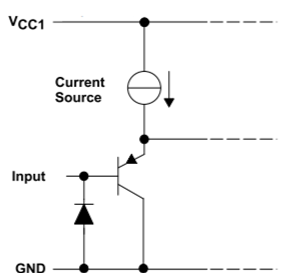 VCC1
Current
Source
Input
GND